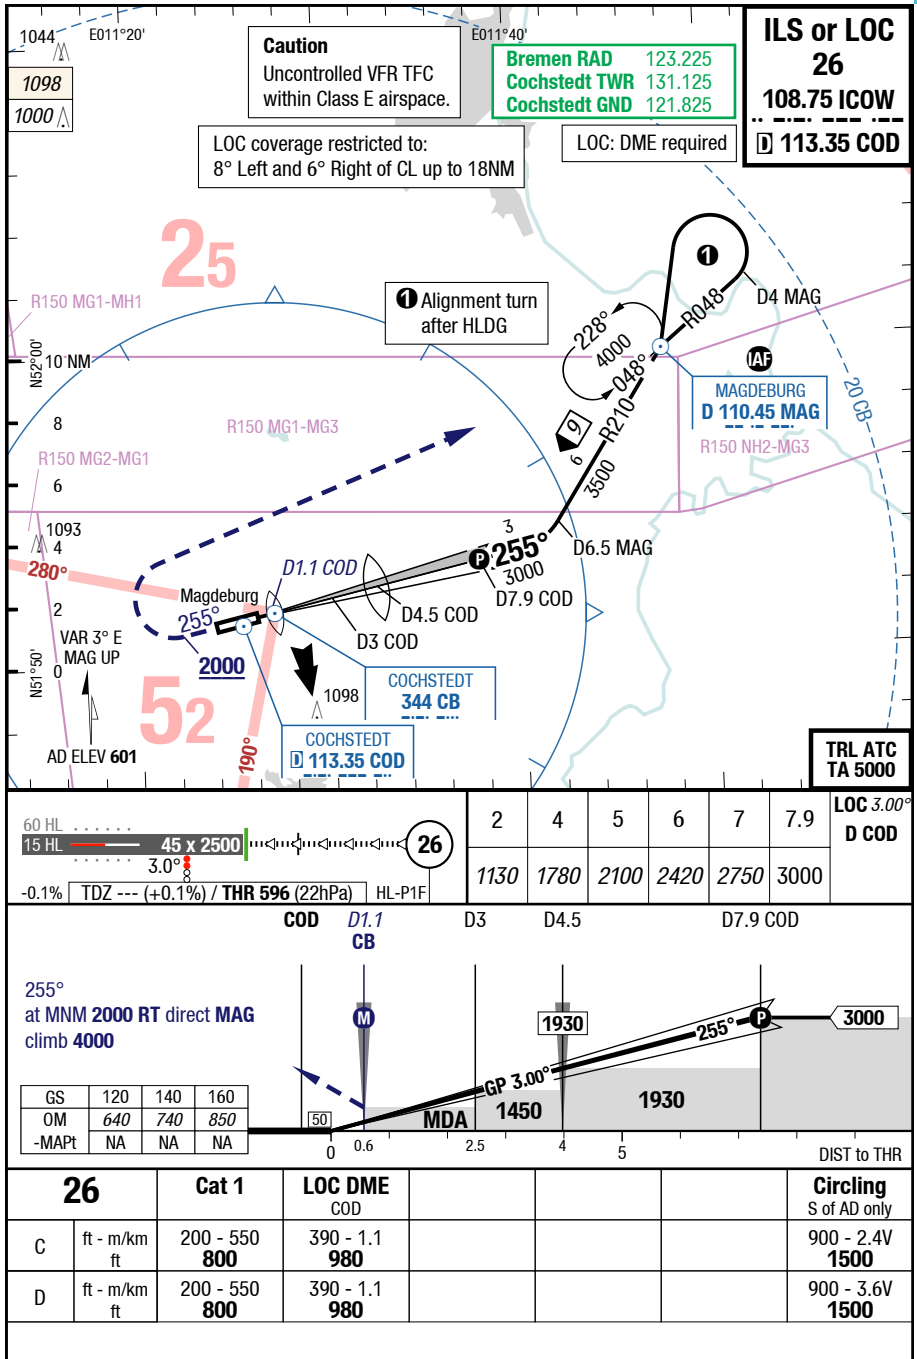 1044
E011°20'
E011°40'
1098
1000
Caution
Uncontrolled VFR TFC
within Class E airspace.
Bremen RAD 123.225
Cochstedt TWR 131.125
Cochstedt GND 121.825
ILS or LOC
26
108.75 ICOW
D 113.35 COD
LOC coverage restricted to:
8° Left and 6° Right of CL up to 18NM
LOC: DME required
25
1
R048
D4 MAG
R150 MG1-MH1
1 Alignment turn
after HLDG
228°
4000
048°
IAF
N52°00'
10 NM
MAGDEBURG
D 110.45 MAG
20 CB
8
R150 MG1-MG3
9
R210
6
3500
R150 NH2-MG3
R150 MG2-MG1
6
1093
4
3
255°
3000
P
D6.5 MAG
280°
D1.1 COD
D7.9 COD
Magdeburg
D4.5 COD
2
255°
D3 COD
VAR 3° E
MAG UP
2000
N51°50'
0
1098
COCHSTEDT
344 CB
52
COCHSTEDT
D 113.35 COD
190°
AD ELEV 601
TRL ATC
TA 5000
60 HL
15 HL
45 x 2500
26
3.0°
-0.1%
TDZ --- (+0.1%) / THR 596 (22hPa)
HL-P1F
2 4 5 6 7 7.9 LOC 3.00°
D COD
1130 1780 2100 2420 2750 3000
COD D1.1 D3 D4.5 D7.9 COD
CB
255°
at MNM 2000 RT direct MAG
climb 4000
M
1930
255°
P
3000
GP 3.00°
50
MDA
1450
1930
GS 120 140 160
OM 640 740 850
-MAPt NA NA NA
0 0.6 2.5 4 5 DIST to THR
26 Cat 1 LOC DME Circling
COD S of AD only
C ft - m/km 200 - 550 390 - 1.1 900 - 2.4V
ft 800 980 1500
D ft - m/km 200 - 550 390 - 1.1 900 - 3.6V
ft 800 980 1500